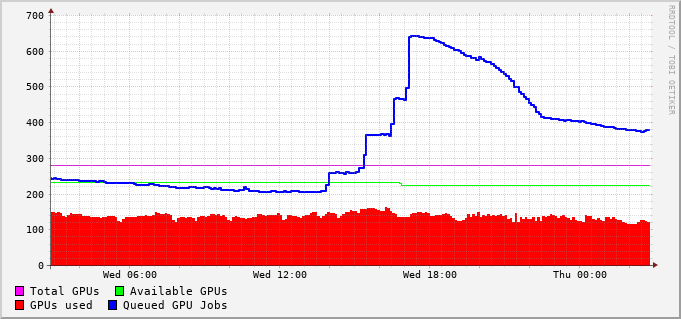 700
600
500
400
300
200
100
0
Wed 06:00 Wed 12:00 Wed 18:00 Thu 00:00
Total GPUs Available GPUs
GPUs used Queued GPU Jobs
RRDTOOL / TOBI OETIKER